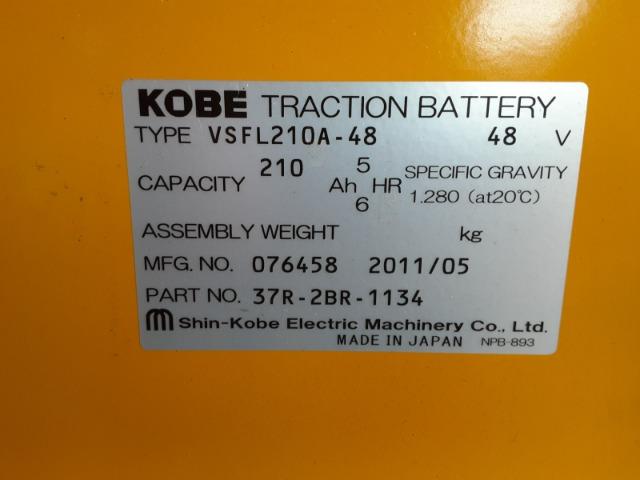 KOBE TRACTION BATTERY
TYPE VSFL210A-48 48 V
CAPACITY 210 Ah 5 HR SPECIFIC GRAVITY
6 1.280 (at20℃)
ASSEMBLY WEIGHT kg
MFG. NO. 076458 2011/05
PART NO. 37R-2BR-1134
Shin-Kobe Electric Machinery Co., Ltd.
MADE IN JAPAN NPB-893